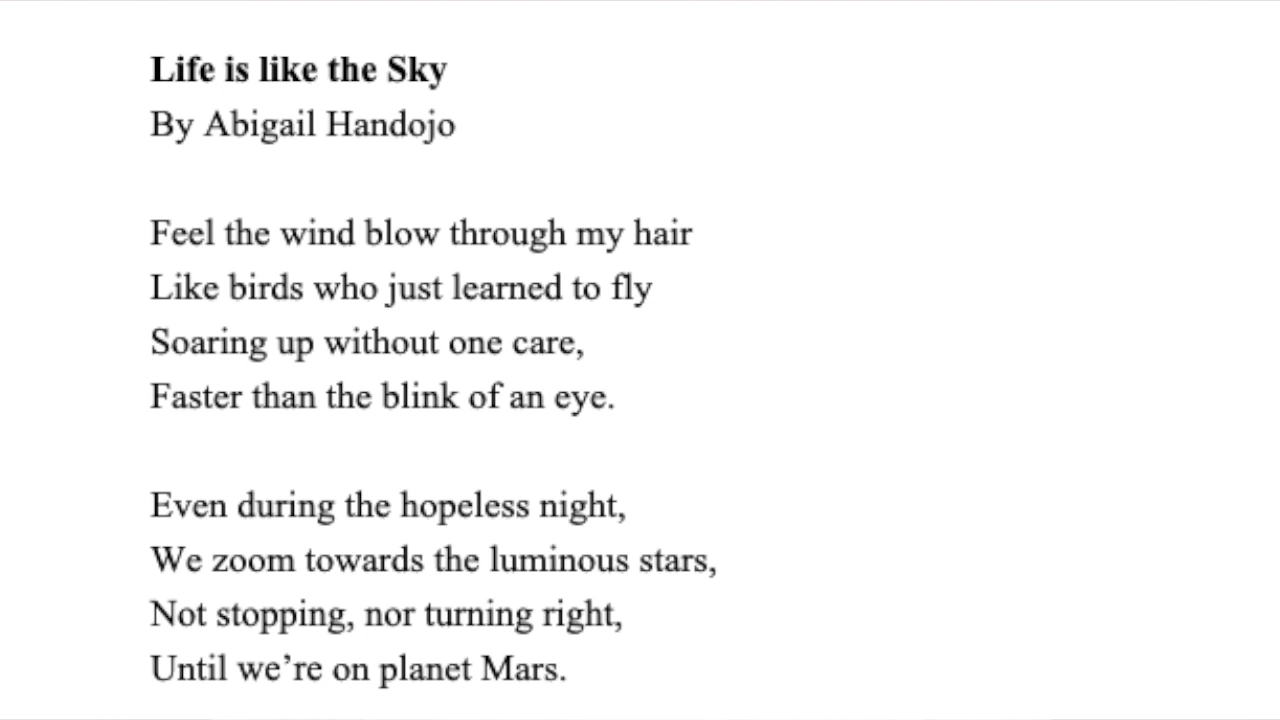 Life is like the Sky
By Abigail Handojo
Feel the wind blow through my hair
Like birds who just learned to fly
Soaring up without one care,
Faster than the blink of an eye.
Even during the hopeless night,
We zoom towards the luminous stars,
Not stopping, nor turning right,
Until we’re on planet Mars.